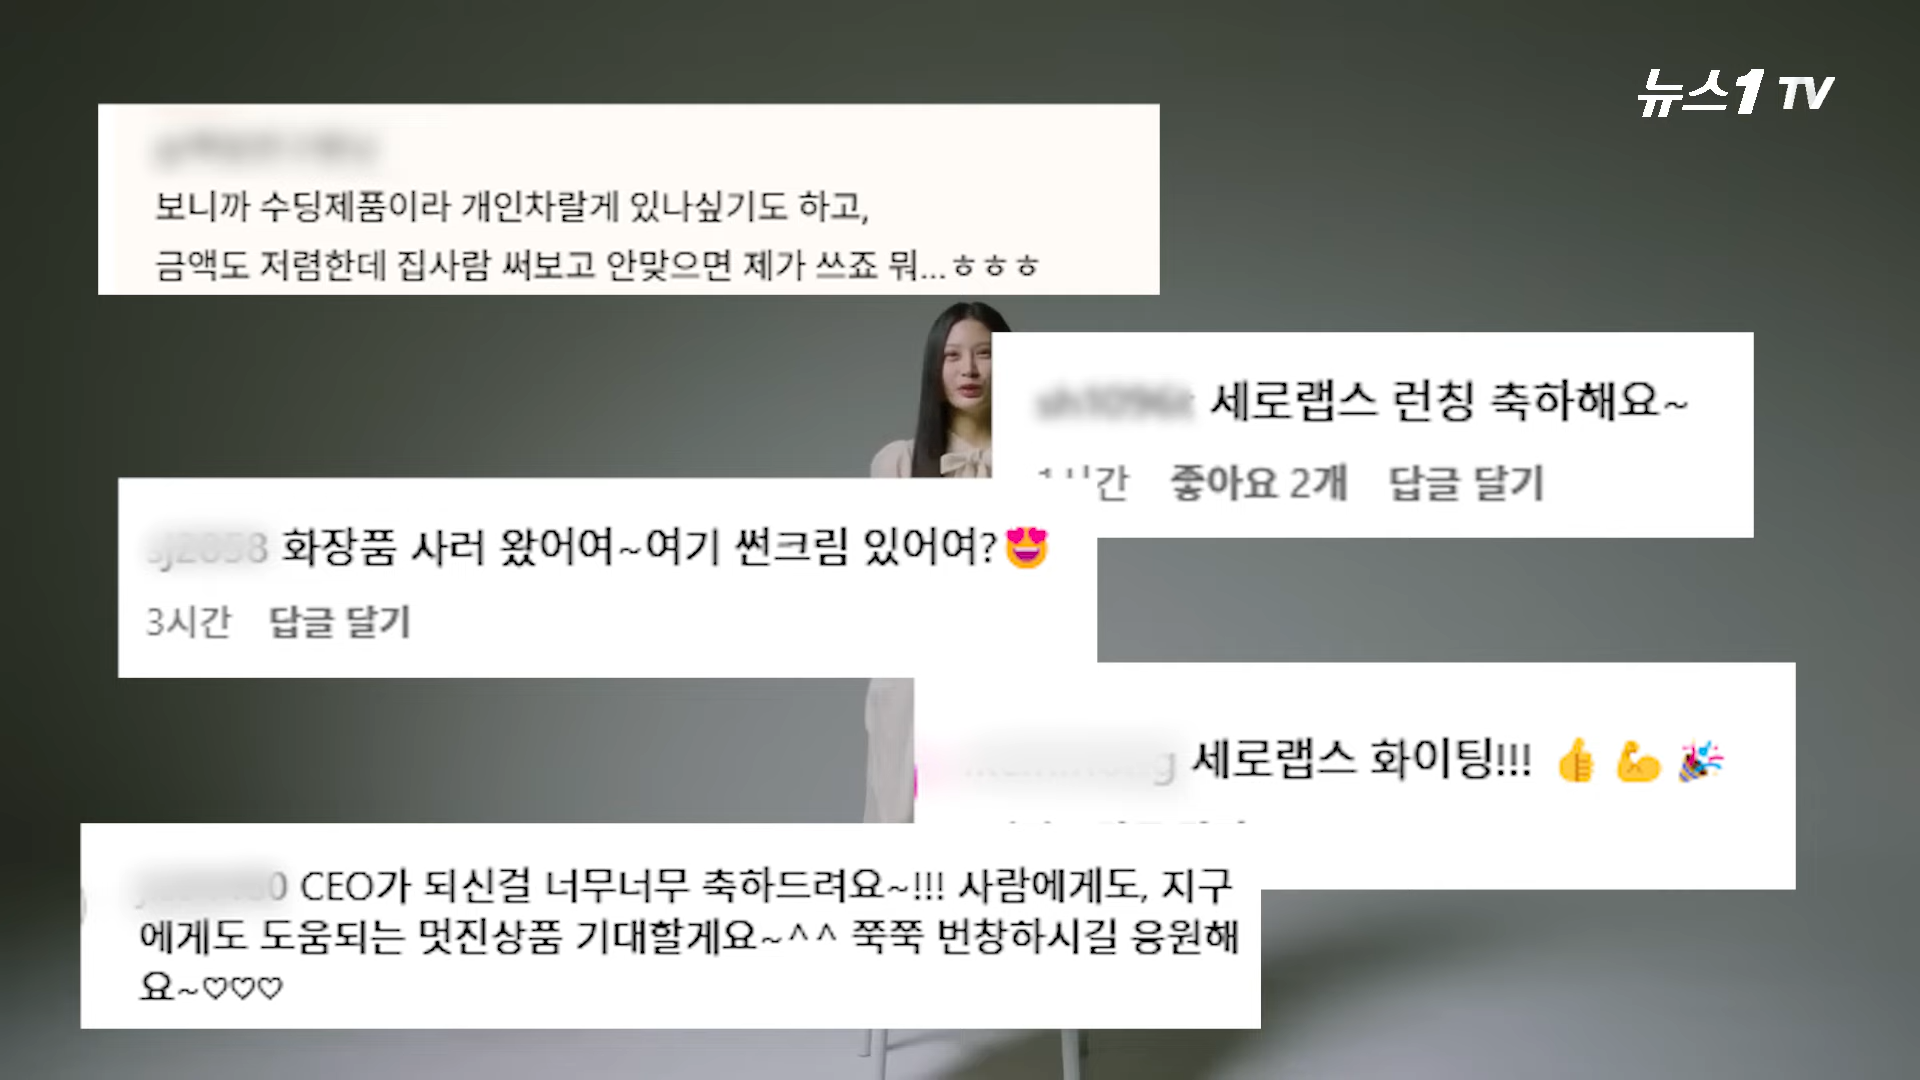 뉴스1 TV
보니까 수딩제품이라 개인차랄게 있나싶기도 하고,
금액도 저렴한데 집사람 써보고 안맞으면 제가 쓰죠 뭐...ㅎㅎㅎ
세로랩스 런칭 축하해요~
1시간 좋아요 2개 답글 달기
sj2058 화장품 사러 왔어여~여기 썬크림 있어여?😍
3시간 답글 달기
세로랩스 화이팅!!! 👍 💪 🎉
CEO가 되신걸 너무너무 축하드려요~!!! 사람에게도, 지구
에게도 도움되는 멋진상품 기대할게요~^^ 쭉쭉 번창하시길 응원해
요~♡♡♡